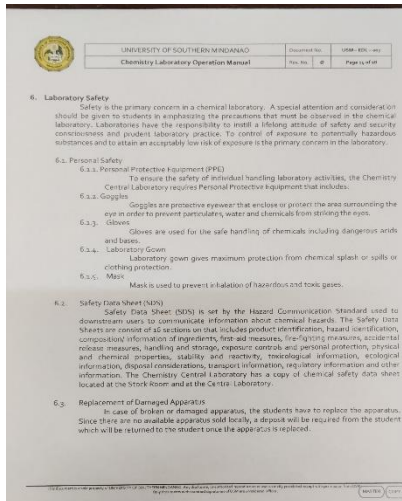 UNIVERSITY OF SOUTHERN MINDANAO
Document No
Chemistry Laboratory Operation Manual
Rev. No.
Page
6. Laboratory Safety
Safety is the primary concern in a chemical laboratory. A special attention and consideration
should be given to students in emphasizing the precautions that must be observed in the chemical
laboratory. Laboratories have the responsibility to instill a lifelong attitude of safety and security
consciousness and prudent laboratory practice. To control of exposure to potentially hazardous
substances and to attain an acceptably low risk of exposure is the primary concern in the laboratory.
6.1. Personal Safety
6.1.1. Personal Protective Equipment (PPE)
To ensure the safety of individual handling laboratory activities, the Chemistry
Central Laboratory requires Personal Protective Equipment that includes:
6.1.2. Goggles
Goggles are protective eyewear that enclose or protect the area surrounding the
eye in order to prevent particulates, water and chemicals from striking the eyes.
6.1.3. Gloves
Gloves are used for the safe handling of chemicals including dangerous acids
and bases.
6.1.4. Laboratory Gown
Laboratory gown gives maximum protection from chemical splash or spills or
clothing protection.
6.1.5. Mask
Mask is used to prevent inhalation of hazardous and toxic gases.
6.2. Safety Data Sheet (SDS)
Safety Data Sheet (SDS) is set by the Hazard Communication Standard used to
downstream users to communicate information about chemical hazards. The Safety Data
Sheets are consist of 16 sections on that includes product identification, hazard identification,
composition/ information of ingredients, first-aid measures, fire-fighting measures, accidental
release measures, handling and storage, exposure controls and personal protection, physical
and chemical properties, stability and reactivity, toxicological information, ecological
information, disposal considerations, transport information, regulatory information and other
information. The Chemistry Central Laboratory has a copy of chemical safety data sheet
located at the Stock Room and at the Central Laboratory.
6.3. Replacement of Damaged Apparatus
In case of broken or damaged apparatus, the students have to replace the apparatus.
Since there are no available apparatus sold locally, a deposit will be required from the student
which will be returned to the student once the apparatus is replaced.
MASTER